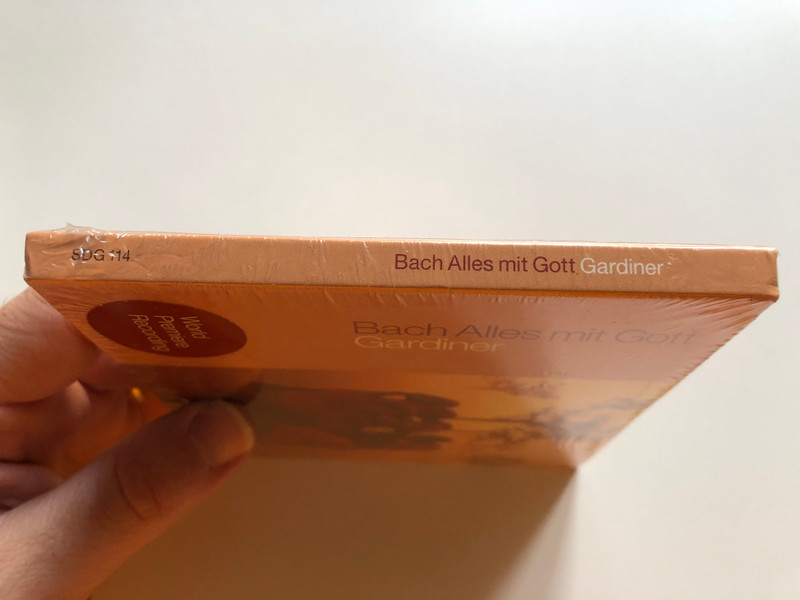 SDG 114
Bach Alles mit Gott Gardiner
World
Premiere
Recording
Bach Alles mit Gott
Gardiner